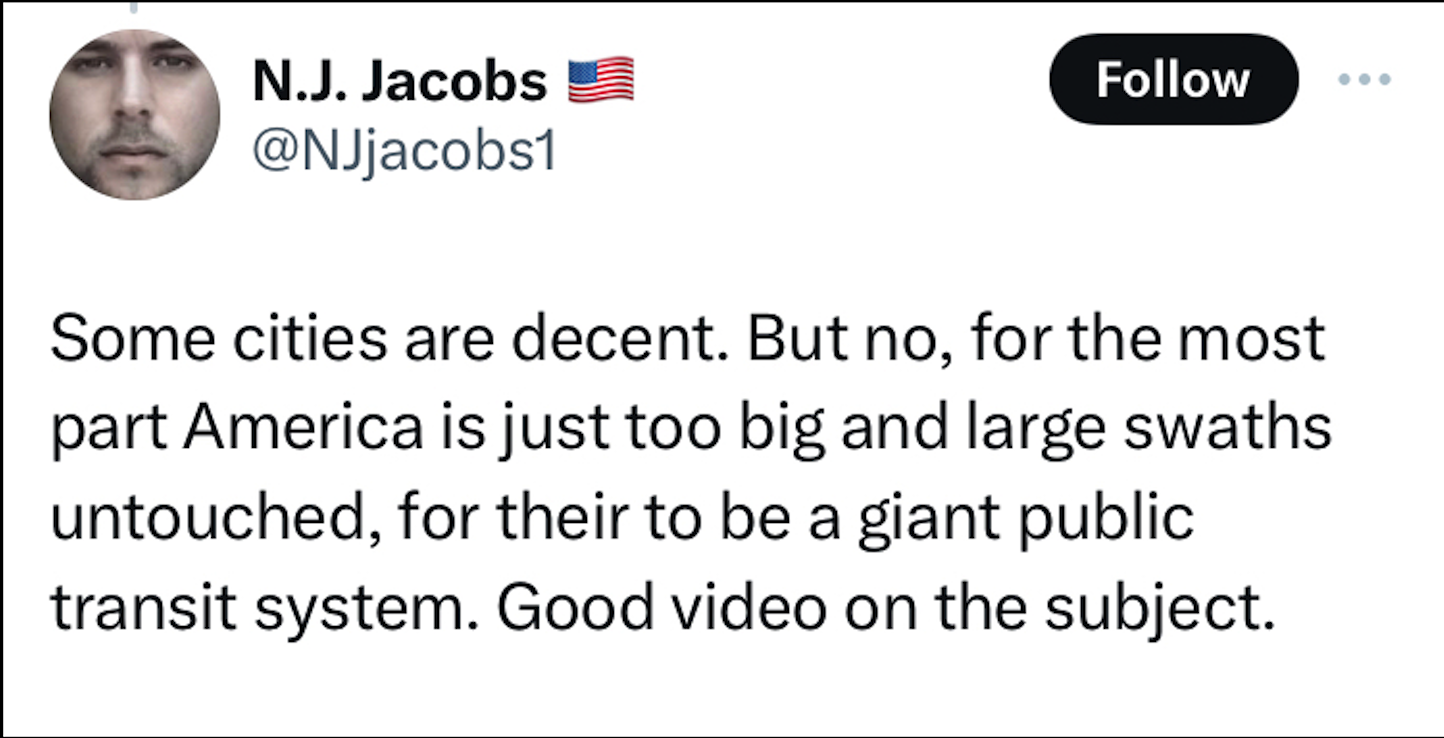 N.J. Jacobs 🇺🇸
Follow
@NJjacobs1
Some cities are decent. But no, for the most
part America is just too big and large swaths
untouched, for their to be a giant public
transit system. Good video on the subject.